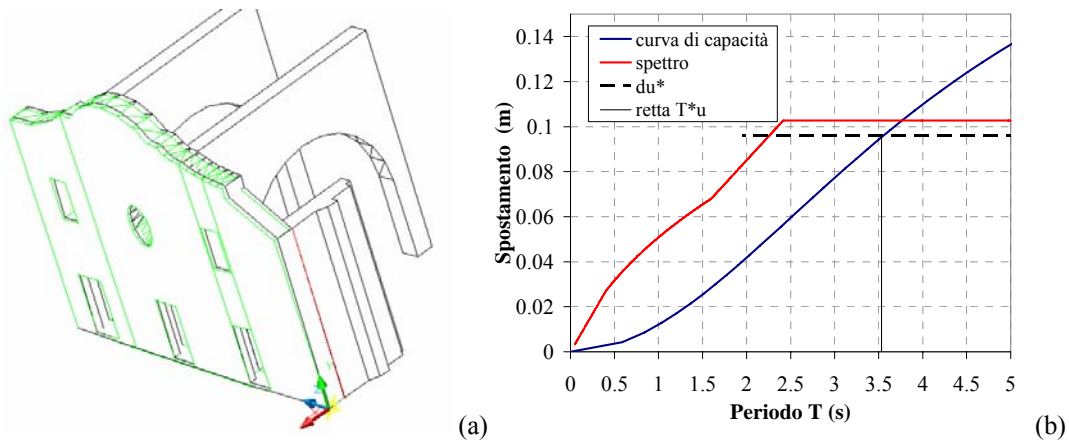 (a)
Spostamento (m)
0.14
0.12
0.1
0.08
0.06
0.04
0.02
0
curva di capacità
spettro
du*
retta T*u
0 0.5 1 1.5 2 2.5 3 3.5 4 4.5 5
Periodo T (s)
(b)